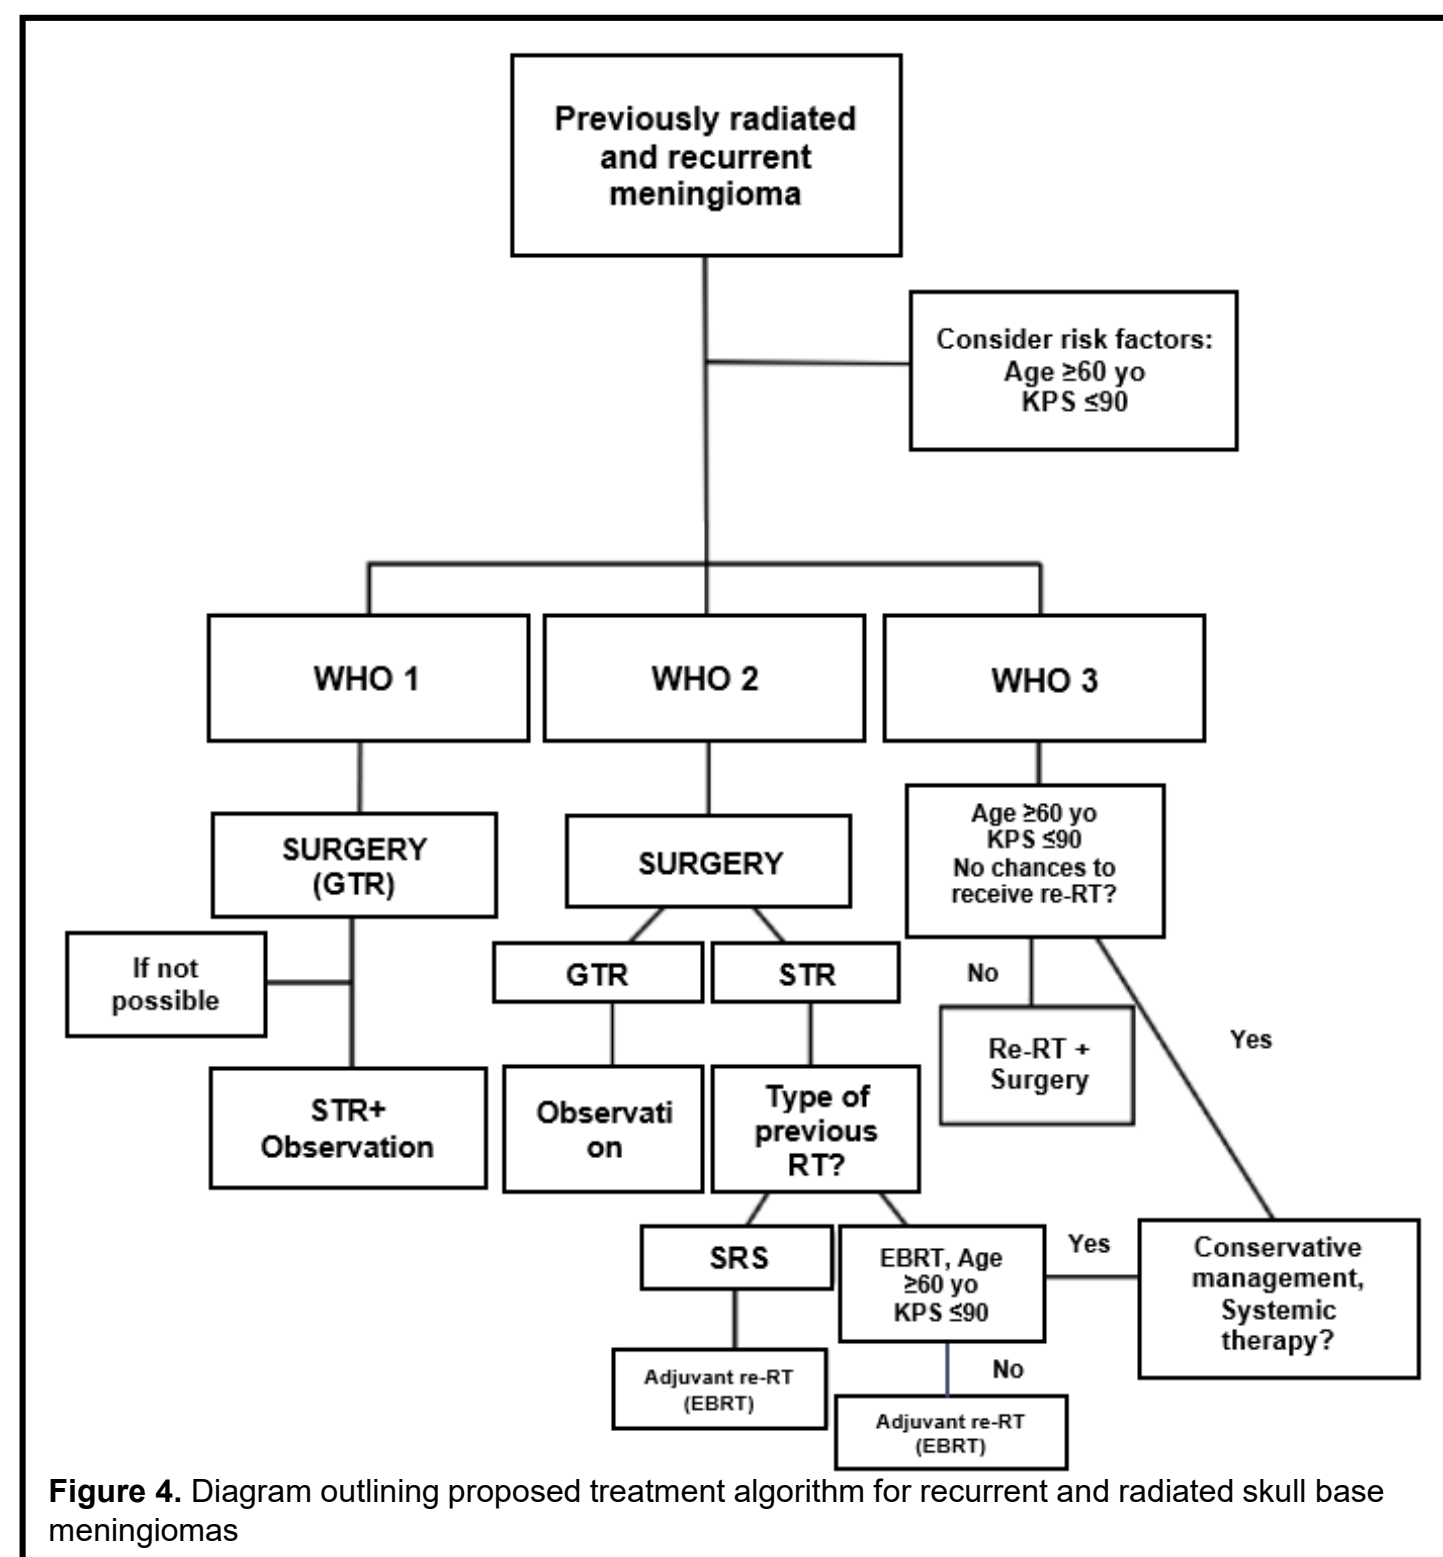 Previously radiated
and recurrent
meningioma
Consider risk factors:
Age ≥60 yo
KPS ≤90
WHO 1
WHO 2
WHO 3
SURGERY
(GTR)
SURGERY
Age ≥60 yo
KPS ≤90
No chances to
receive re-RT?
If not
possible
GTR
STR
No
Yes
Re-RT +
Surgery
STR+
Observation
Observati
on
Type of
previous
RT?
SRS
EBRT, Age
≥60 yo
KPS ≤90
Yes
Conservative
management,
Systemic
therapy?
No
Adjuvant re-RT
(EBRT)
Adjuvant re-RT
(EBRT)
Figure 4. Diagram outlining proposed treatment algorithm for recurrent and radiated skull base
meningiomas